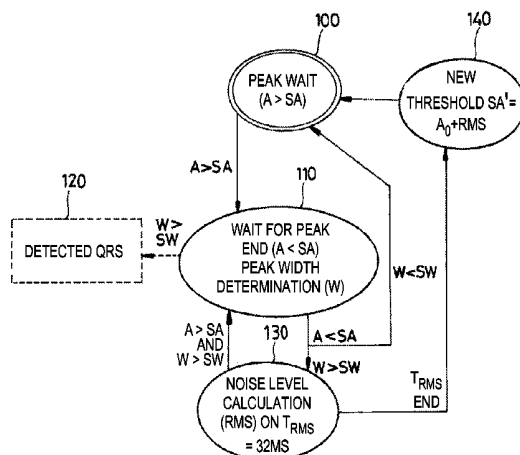 100
PEAK WAIT
(A > SA)
140
NEW
THRESHOLD SA'=
A₀+RMS
A>SA
110
120
DETECTED QRS
W>
SW
WAIT FOR PEAK
END (A < SA)
PEAK WIDTH
DETERMINATION (W)
W<SW
A>SA
AND
W>SW
130
A<SA
W>SW
NOISE LEVEL
CALCULATION
(RMS) ON T_RMS
= 32MS
T_RMS
END